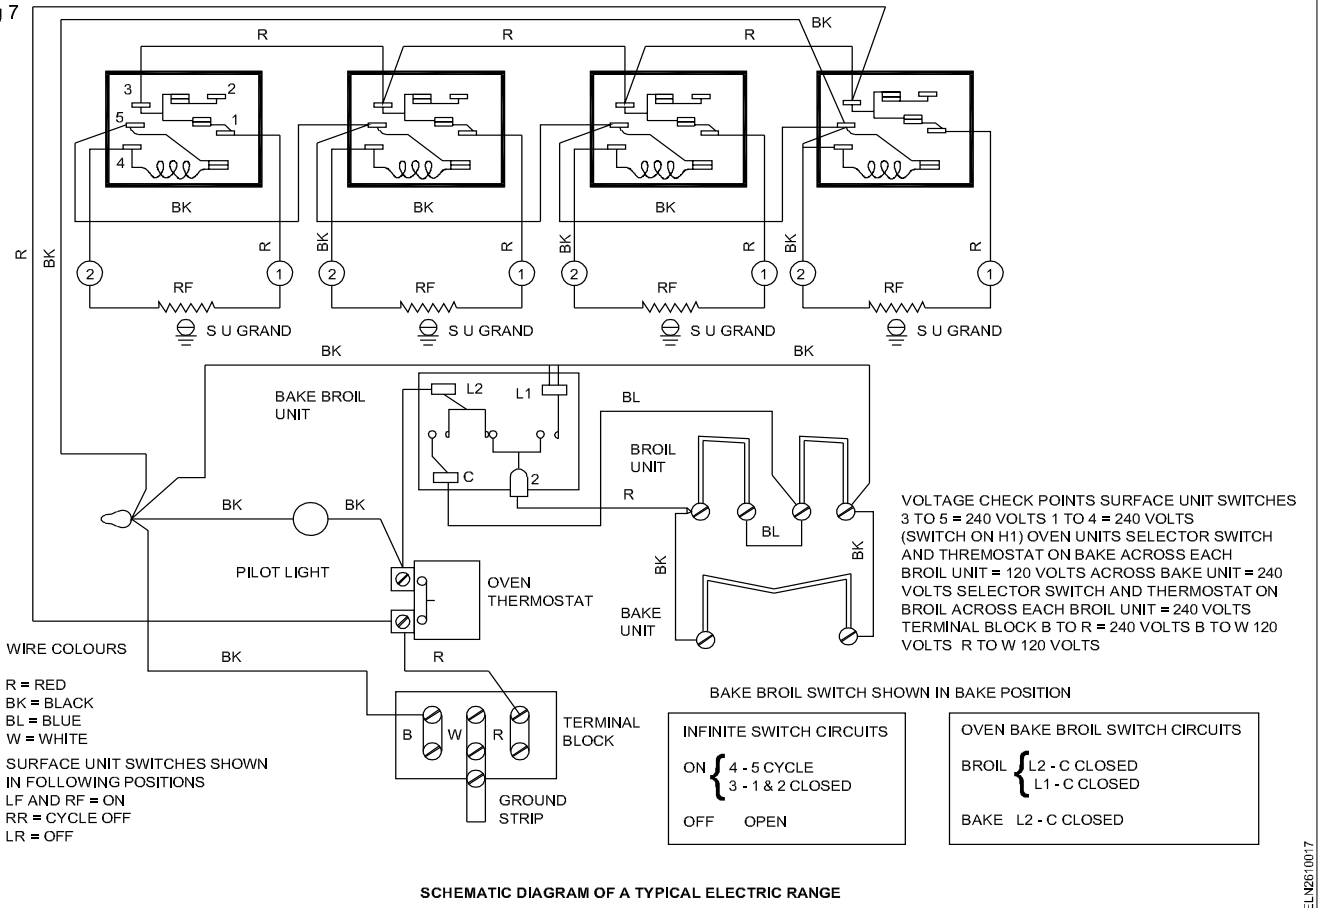 7
R
BK
R
R
3
2
5
1
4
BK
BK
BK
R
BK
R
BK
R
BK
R
BK
R
2
1
2
1
2
1
2
1
RF
RF
RF
RF
S U GRAND
S U GRAND
S U GRAND
S U GRAND
BK
BK
BAKE BROIL
UNIT
L2
L1
BL
C
2
BROIL
UNIT
R
BK
BK
PILOT LIGHT
BL
BK
BK
OVEN
THERMOSTAT
BAKE
UNIT
VOLTAGE CHECK POINTS SURFACE UNIT SWITCHES
3 TO 5 = 240 VOLTS 1 TO 4 = 240 VOLTS
(SWITCH ON H1) OVEN UNITS SELECTOR SWITCH
AND THREMOSTAT ON BAKE ACROSS EACH
BROIL UNIT = 120 VOLTS ACROSS BAKE UNIT = 240
VOLTS SELECTOR SWITCH AND THERMOSTAT ON
BROIL ACROSS EACH BROIL UNIT = 240 VOLTS
TERMINAL BLOCK B TO R = 240 VOLTS B TO W 120
VOLTS R TO W 120 VOLTS
WIRE COLOURS
R = RED
BK = BLACK
BL = BLUE
W = WHITE
SURFACE UNIT SWITCHES SHOWN
IN FOLLOWING POSITIONS
LF AND RF = ON
RR = CYCLE OFF
LR = OFF
BK
R
B
W
R
TERMINAL
BLOCK
GROUND
STRIP
BAKE BROIL SWITCH SHOWN IN BAKE POSITION
INFINITE SWITCH CIRCUITS
ON { 4 - 5 CYCLE
3 - 1 & 2 CLOSED
OFF OPEN
OVEN BAKE BROIL SWITCH CIRCUITS
BROIL { L2 - C CLOSED
L1 - C CLOSED
BAKE L2 - C CLOSED
SCHEMATIC DIAGRAM OF A TYPICAL ELECTRIC RANGE
ELN2610017